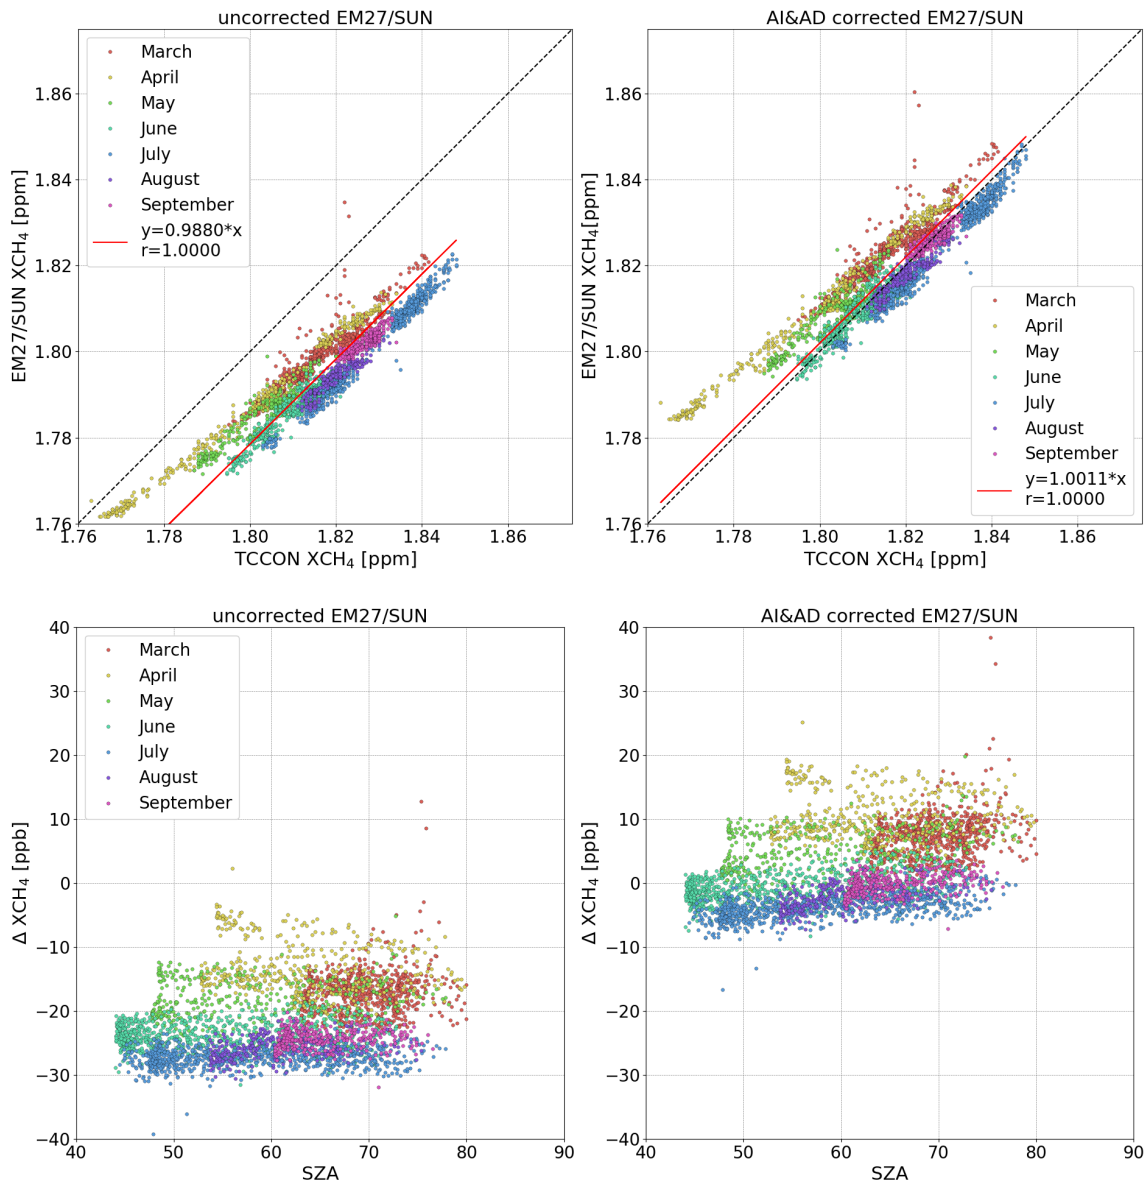 uncorrected EM27/SUN
March
April
May
June
July
August
September
y=0.9880*x
r=1.0000
1.86
1.84
1.82
1.80
1.78
1.76
EM27/SUN XCH₄ [ppm]
1.76 1.78 1.80 1.82 1.84 1.86
TCCON XCH₄ [ppm]
AI&AD corrected EM27/SUN
1.86
1.84
1.82
1.80
1.78
1.76
EM27/SUN XCH₄[ppm]
March
April
May
June
July
August
September
y=1.0011*x
r=1.0000
1.76 1.78 1.80 1.82 1.84 1.86
TCCON XCH₄ [ppm]
uncorrected EM27/SUN
March
April
May
June
July
August
September
40
30
20
10
0
−10
−20
−30
−40
Δ XCH₄ [ppb]
40 50 60 70 80 90
SZA
AI&AD corrected EM27/SUN
40
30
20
10
0
−10
−20
−30
−40
Δ XCH₄ [ppb]
40 50 60 70 80 90
SZA